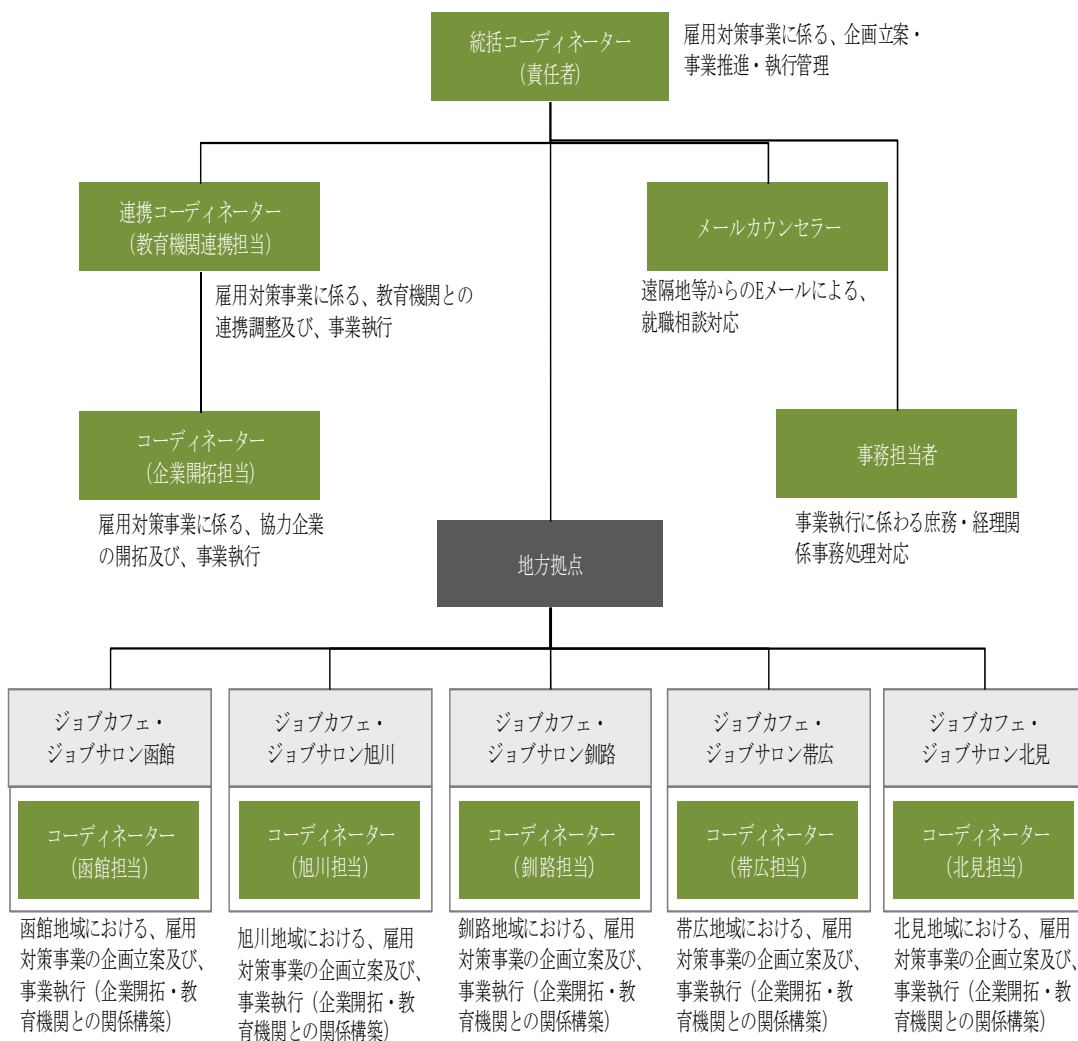 統括コーディネーター
(責任者)
雇用対策事業に係る、企画立案・
事業推進・執行管理
連携コーディネーター
(教育機関連携担当)
雇用対策事業に係る、教育機関との
連携調整及び、事業執行
メールカウンセラー
遠隔地等からのEメールによる、
就職相談対応
コーディネーター
(企業開拓担当)
雇用対策事業に係る、協力企業
の開拓及び、事業執行
事務担当者
事業執行に係わる庶務・経理関
係事務処理対応
地方拠点
ジョブカフェ・
ジョブサロン函館
コーディネーター
(函館担当)
函館地域における、雇用
対策事業の企画立案及び、
事業執行（企業開拓・教
育機関との関係構築）
ジョブカフェ・
ジョブサロン旭川
コーディネーター
(旭川担当)
旭川地域における、雇用
対策事業の企画立案及び、
事業執行（企業開拓・教
育機関との関係構築）
ジョブカフェ・
ジョブサロン釧路
コーディネーター
(釧路担当)
釧路地域における、雇用
対策事業の企画立案及び、
事業執行（企業開拓・教
育機関との関係構築）
ジョブカフェ・
ジョブサロン帯広
コーディネーター
(帯広担当)
帯広地域における、雇用
対策事業の企画立案及び、
事業執行（企業開拓・教
育機関との関係構築）
ジョブカフェ・
ジョブサロン北見
コーディネーター
(北見担当)
北見地域における、雇用
対策事業の企画立案及び、
事業執行（企業開拓・教
育機関との関係構築）